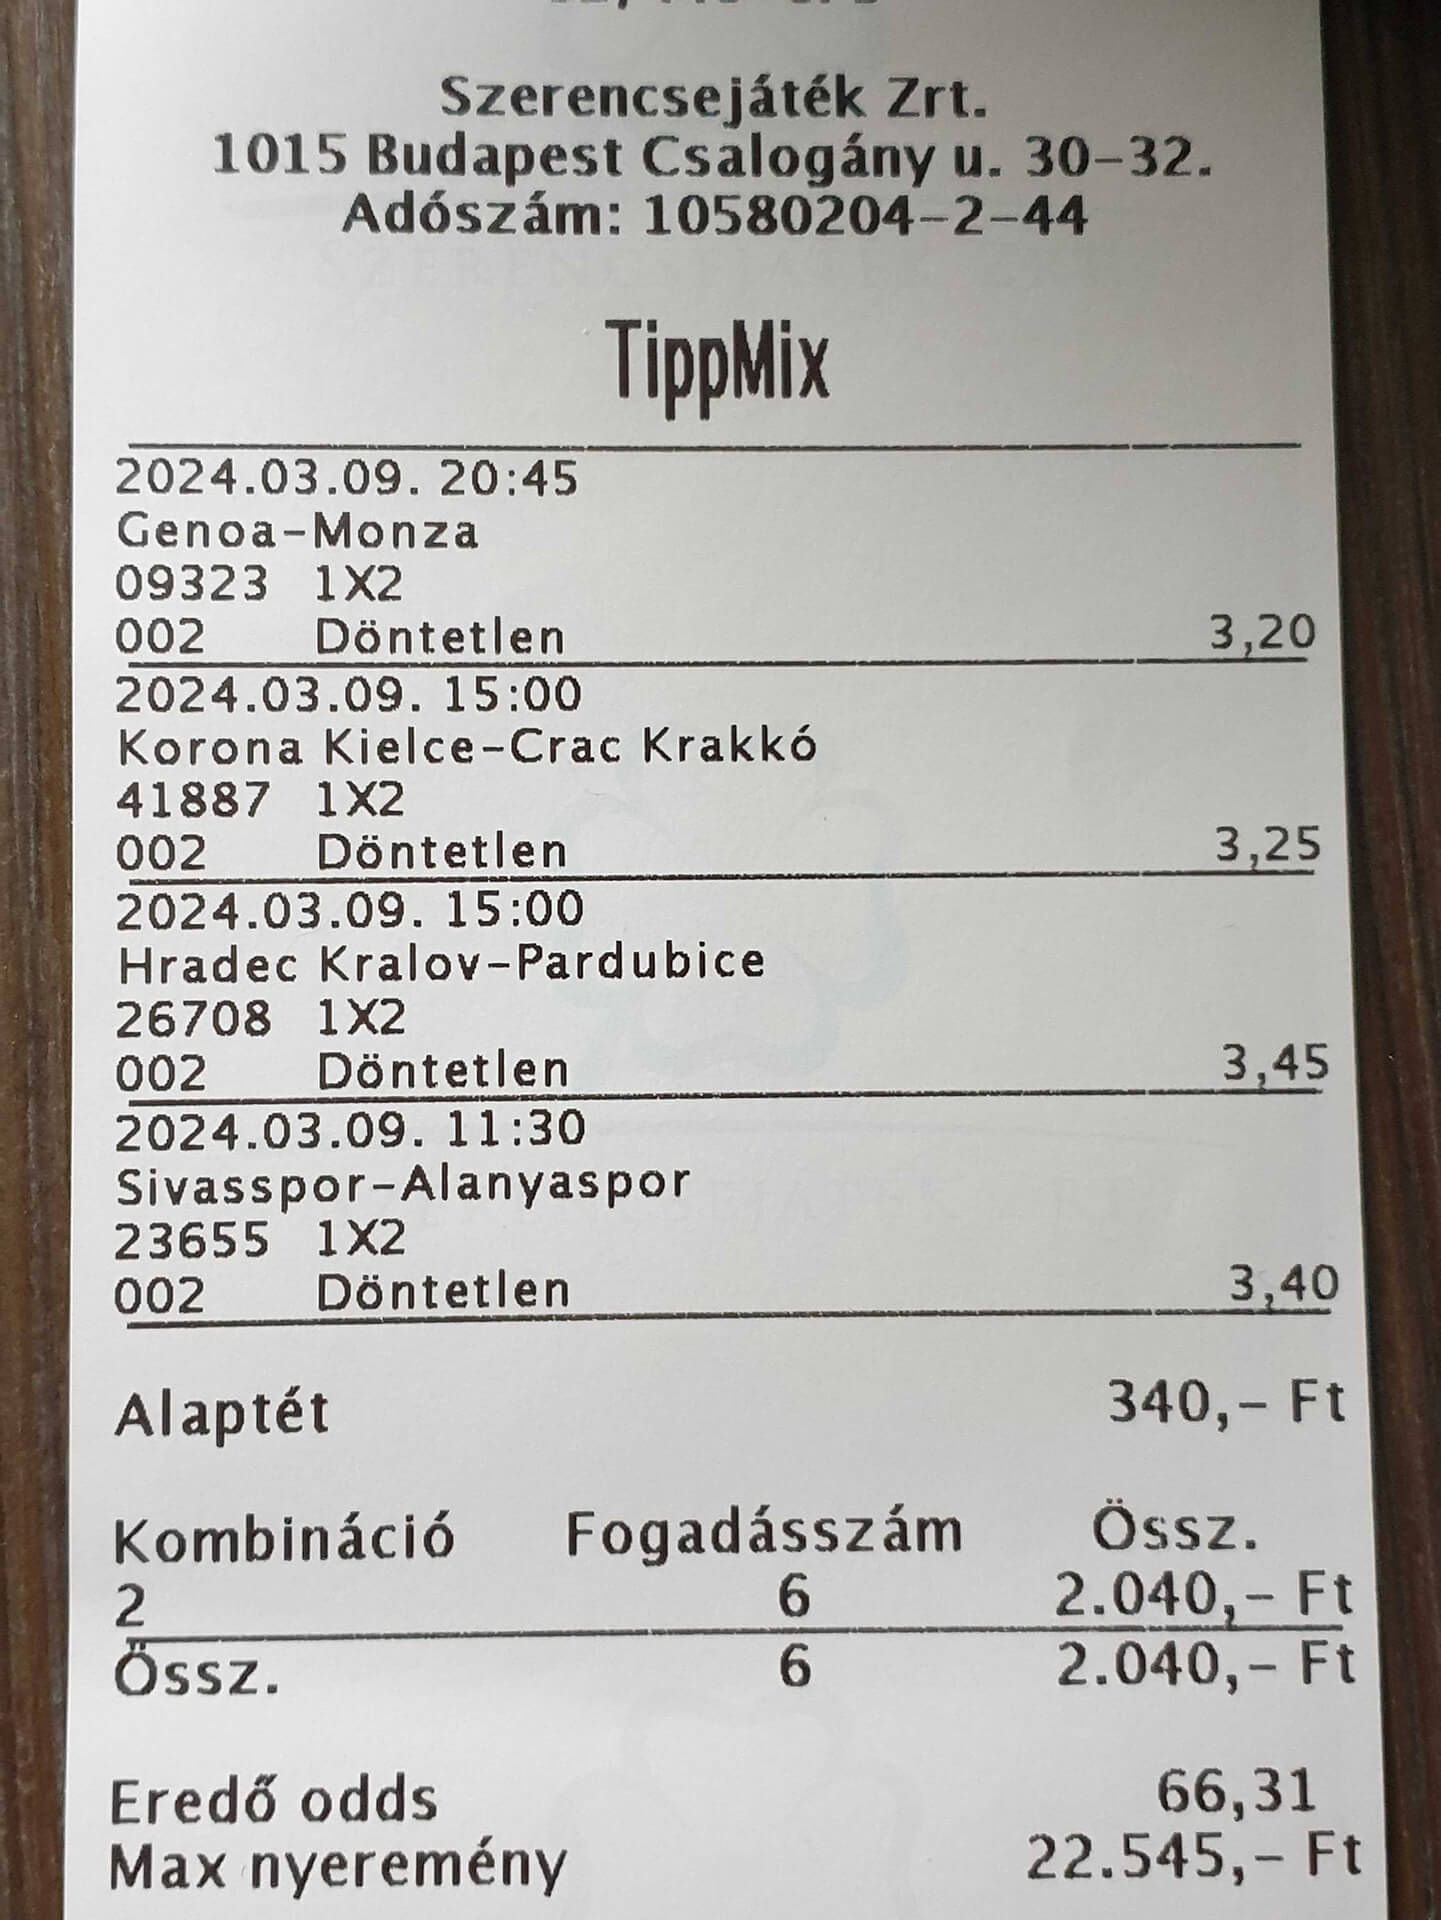 Szerencsejáték Zrt.
1015 Budapest Csalogány u. 30-32.
Adószám: 10580204-2-44
TippMix
2024.03.09. 20:45
Genoa-Monza
09323 1X2
002 Döntetlen 3,20
2024.03.09. 15:00
Korona Kielce-Crac Krakkó
41887 1X2
002 Döntetlen 3,25
2024.03.09. 15:00
Hradec Kralov-Pardubice
26708 1X2
002 Döntetlen 3,45
2024.03.09. 11:30
Sivasspor-Alanyaspor
23655 1X2
002 Döntetlen 3,40
Alaptét 340,- Ft
Kombináció Fogadásszám Össz.
2 6 2.040,- Ft
Össz. 6 2.040,- Ft
Eredő odds 66,31
Max nyeremény 22.545,- Ft